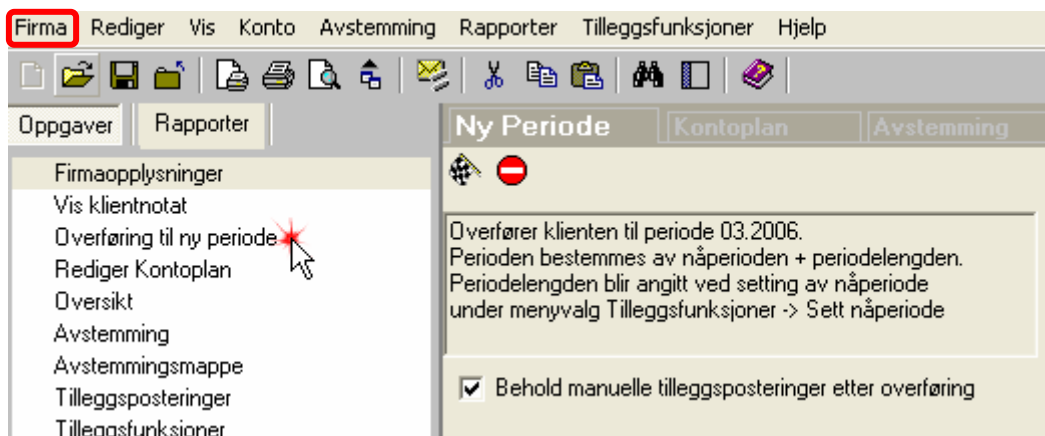 Firma Rediger Vis Konto Avstemming Rapporter Tilleggsfunksjoner Hjelp
Oppgaver Rapporter
Ny Periode Kontoplan Avstemming
Firmaopplysninger
Vis klientnotat
Overføring til ny periode
Rediger Kontoplan
Oversikt
Avstemming
Avstemmingsmappe
Tilleggsposteringer
Tilleggsfunksjoner
Overfører klienten til periode 03.2006.
Perioden bestemmes av nåperioden + periodelengden.
Periodelengden blir angitt ved setting av nåperiode
under menyvalg Tilleggsfunksjoner -> Sett nåperiode
Behold manuelle tilleggsposteringer etter overføring